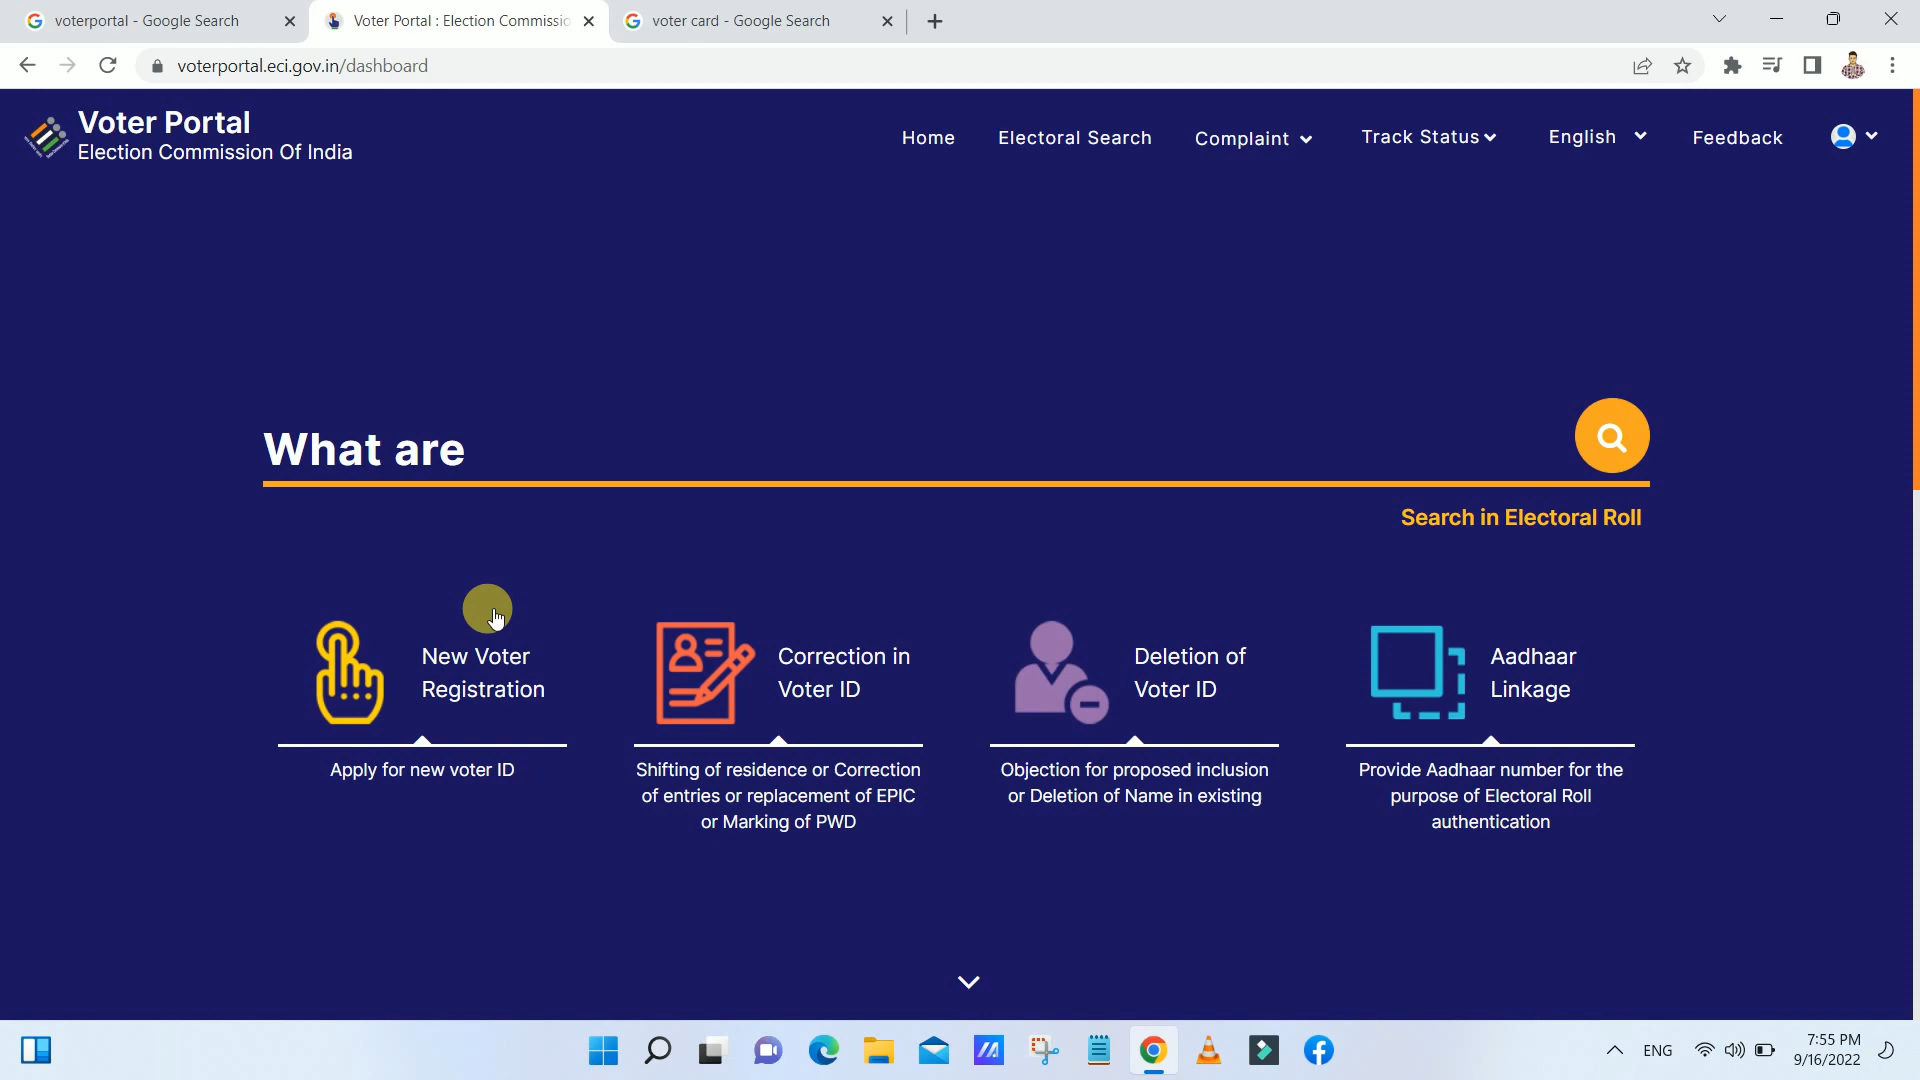 voterportal - Google Search
Voter Portal : Election Commissio
voter card - Google Search
voterportal.eci.gov.in/dashboard
Voter Portal
Election Commission Of India
Home
Electoral Search
Complaint
Track Status
English
Feedback
What are
Search in Electoral Roll
New Voter
Registration
Apply for new voter ID
Correction in
Voter ID
Shifting of residence or Correction
of entries or replacement of EPIC
or Marking of PWD
Deletion of
Voter ID
Objection for proposed inclusion
or Deletion of Name in existing
Aadhaar
Linkage
Provide Aadhaar number for the
purpose of Electoral Roll
authentication
ENG
7:55 PM
9/16/2022